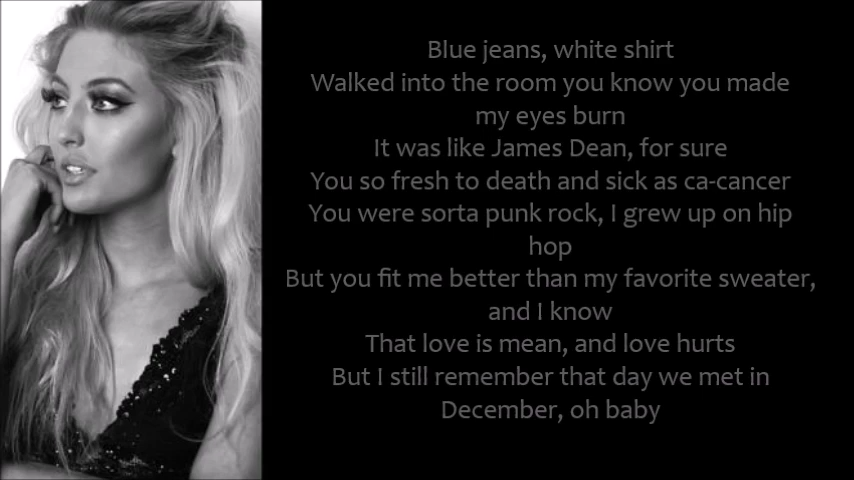 Blue jeans, white shirt
Walked into the room you know you made
my eyes burn
It was like James Dean, for sure
You so fresh to death and sick as ca-cancer
You were sorta punk rock, I grew up on hip
hop
But you fit me better than my favorite sweater,
and I know
That love is mean, and love hurts
But I still remember that day we met in
December, oh baby